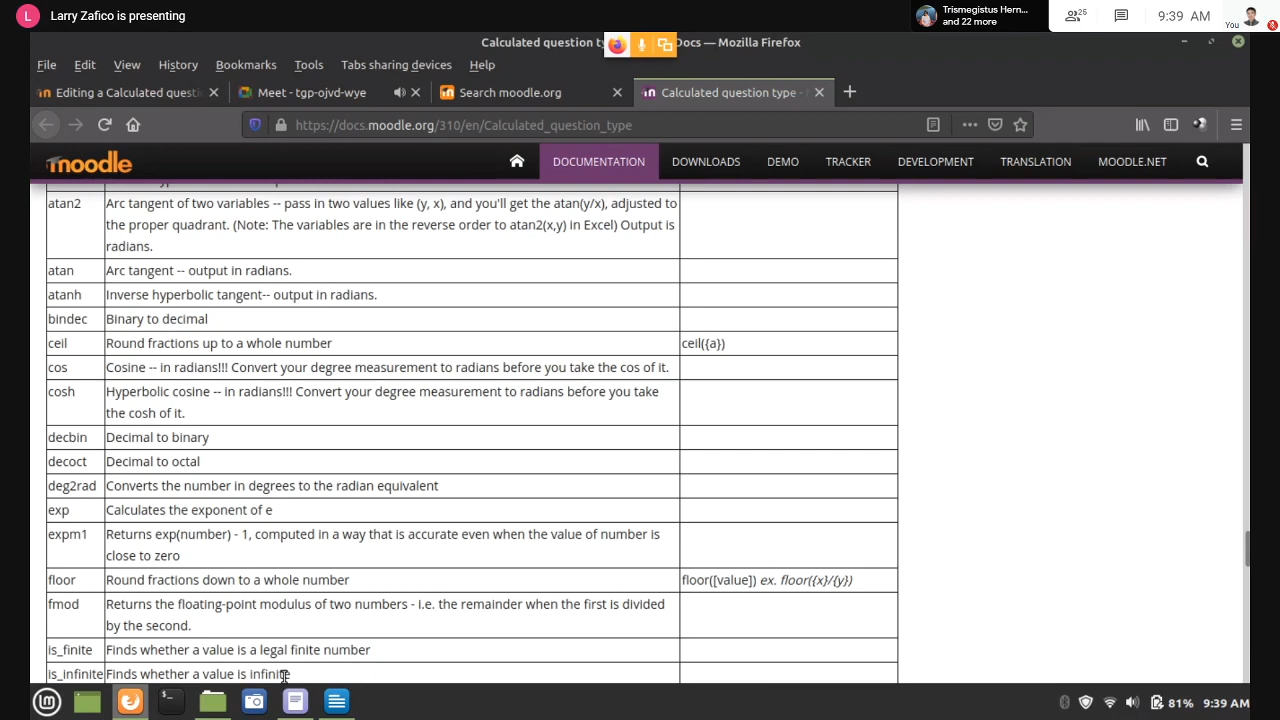 L Larry Zafico is presenting
Trismegistus Hern...
and 22 more
25
9:39 AM
You
Calculated question ty
Docs — Mozilla Firefox
File Edit View History Bookmarks Tools Tabs sharing devices Help
Editing a Calculated questi
Meet - tgp-ojvd-wye
Search moodle.org
Calculated question type -
https://docs.moodle.org/310/en/Calculated_question_type
moodle
DOCUMENTATION DOWNLOADS DEMO TRACKER DEVELOPMENT TRANSLATION MOODLE.NET
atan2 Arc tangent of two variables -- pass in two values like (y, x), and you'll get the atan(y/x), adjusted to
the proper quadrant. (Note: The variables are in the reverse order to atan2(x,y) in Excel) Output is
radians.
atan Arc tangent -- output in radians.
atanh Inverse hyperbolic tangent-- output in radians.
bindec Binary to decimal
ceil Round fractions up to a whole number ceil({a})
cos Cosine -- in radians!!! Convert your degree measurement to radians before you take the cos of it.
cosh Hyperbolic cosine -- in radians!!! Convert your degree measurement to radians before you take
the cosh of it.
decbin Decimal to binary
decoct Decimal to octal
deg2rad Converts the number in degrees to the radian equivalent
exp Calculates the exponent of e
expm1 Returns exp(number) - 1, computed in a way that is accurate even when the value of number is
close to zero
floor Round fractions down to a whole number floor([value]) ex. floor({x}/{y})
fmod Returns the floating-point modulus of two numbers - i.e. the remainder when the first is divided
by the second.
is_finite Finds whether a value is a legal finite number
is_infinite Finds whether a value is infinite
81% 9:39 AM